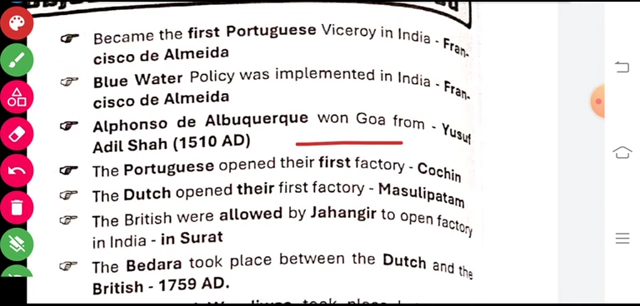 Became the first Portuguese Viceroy in India - Fran-
cisco de Almeida
Blue Water Policy was implemented in India - Fran-
cisco de Almeida
Alphonso de Albuquerque won Goa from - Yusuf
Adil Shah (1510 AD)
The Portuguese opened their first factory - Cochin
The Dutch opened their first factory - Masulipatam
The British were allowed by Jahangir to open factory
in India - in Surat
The Bedara took place between the Dutch and the
British - 1759 AD.